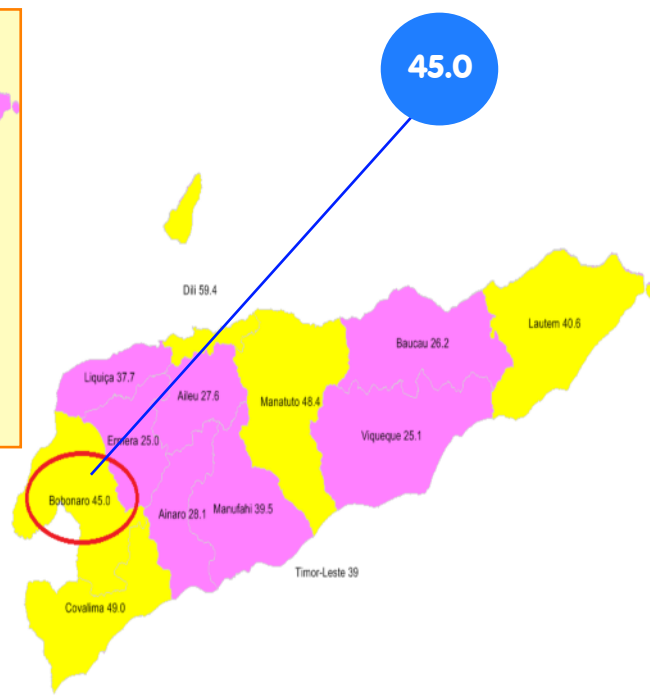 45.0
Dili 59.4
Lautem 40.6
Baucau 26.2
Liquiça 37.7
Aileu 27.6
Manatuto 48.4
Ermera 25.0
Viqueque 25.1
Bobonaro 45.0
Ainaro 28.1
Manufahi 39.5
Timor-Leste 39
Covalima 49.0